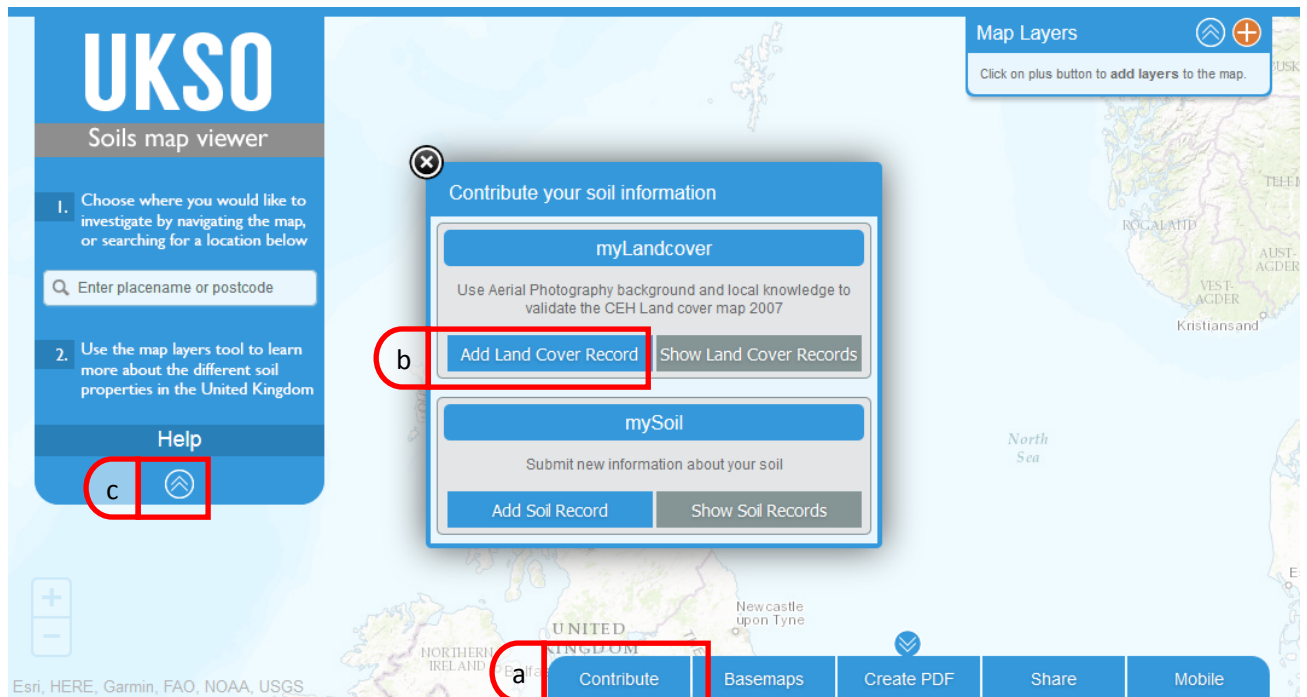 UKSO
Soils map viewer
1. Choose where you would like to
investigate by navigating the map,
or searching for a location below
Enter placename or postcode
2. Use the map layers tool to learn
more about the different soil
properties in the United Kingdom
Help
c
Map Layers
Click on plus button to add layers to the map.
Contribute your soil information
myLandcover
Use Aerial Photography background and local knowledge to
validate the CEH Land cover map 2007
b
Add Land Cover Record
Show Land Cover Records
mySoil
Submit new information about your soil
Add Soil Record
Show Soil Records
ROGALAND
AUST-
AGDER
VEST-
AGDER
Kristiansand
North
Sea
+
−
Newcastle
upon Tyne
UNITED
KINGDOM
NORTHERN
IRELAND
a
Contribute
Basemaps
Create PDF
Share
Mobile
Esri, HERE, Garmin, FAO, NOAA, USGS